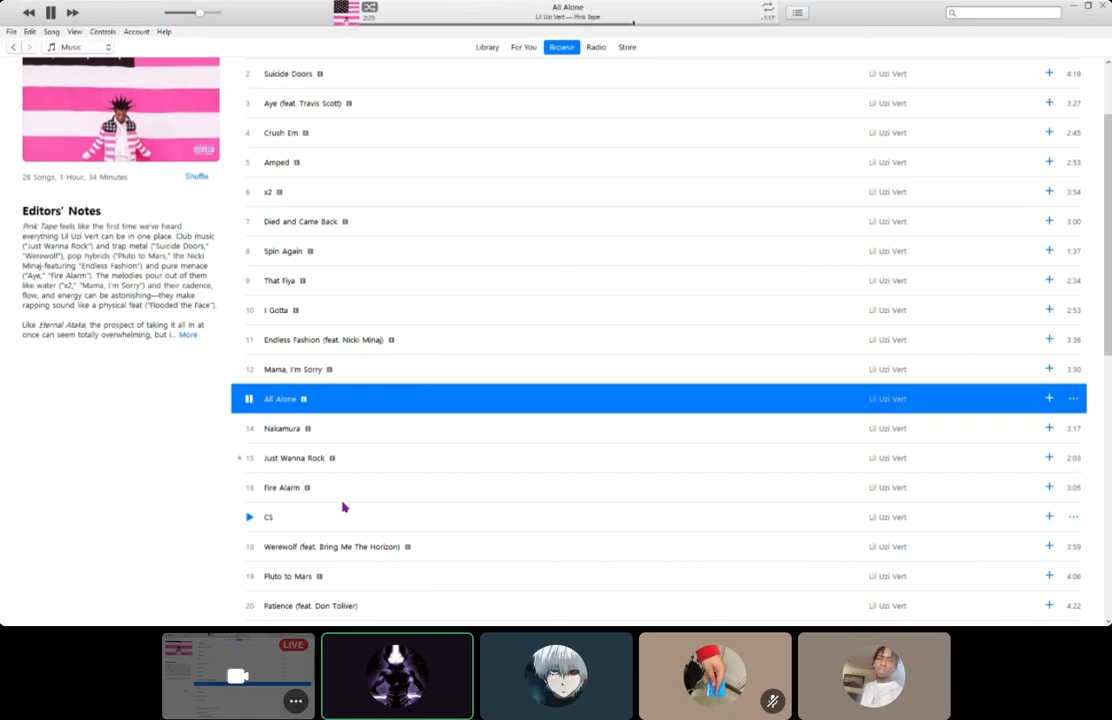 All Alone
Lil Uzi Vert — Pink Tape
2:25
-1:17
File Edit Song View Controls Account Help
Music
Library For You Browse Radio Store
2 Suicide Doors E Lil Uzi Vert + 4:19
3 Aye (feat. Travis Scott) E Lil Uzi Vert + 3:27
4 Crush Em E Lil Uzi Vert + 2:45
5 Amped E Lil Uzi Vert + 2:53
6 x2 E Lil Uzi Vert + 3:54
7 Died and Came Back E Lil Uzi Vert + 3:00
8 Spin Again E Lil Uzi Vert + 1:37
9 That Fiya E Lil Uzi Vert + 2:34
10 I Gotta E Lil Uzi Vert + 2:53
11 Endless Fashion (feat. Nicki Minaj) E Lil Uzi Vert + 3:36
12 Mama, I'm Sorry E Lil Uzi Vert + 3:30
All Alone E Lil Uzi Vert + ...
14 Nakamura E Lil Uzi Vert + 3:17
15 Just Wanna Rock E Lil Uzi Vert + 2:03
16 Fire Alarm E Lil Uzi Vert + 3:05
CS Lil Uzi Vert + ...
18 Werewolf (feat. Bring Me The Horizon) E Lil Uzi Vert + 3:59
19 Pluto to Mars E Lil Uzi Vert + 4:06
20 Patience (feat. Don Toliver) Lil Uzi Vert + 4:22
28 Songs, 1 Hour, 34 Minutes Shuffle
Editors' Notes
Pink Tape feels like the first time we've heard
everything Lil Uzi Vert can be in one place. Club music
("Just Wanna Rock") and trap metal ("Suicide Doors,"
"Werewolf"), pop hybrids ("Pluto to Mars," the Nicki
Minaj-featuring "Endless Fashion") and pure menace
("Aye," "Fire Alarm"). The melodies pour out of them
like water ("x2," "Mama, I'm Sorry") and their cadence,
flow, and energy can be astonishing—they make
rapping sound like a physical feat ("Flooded the Face").
Like Eternal Atake, the prospect of taking it all in at
once can seem totally overwhelming, but i... More
LIVE